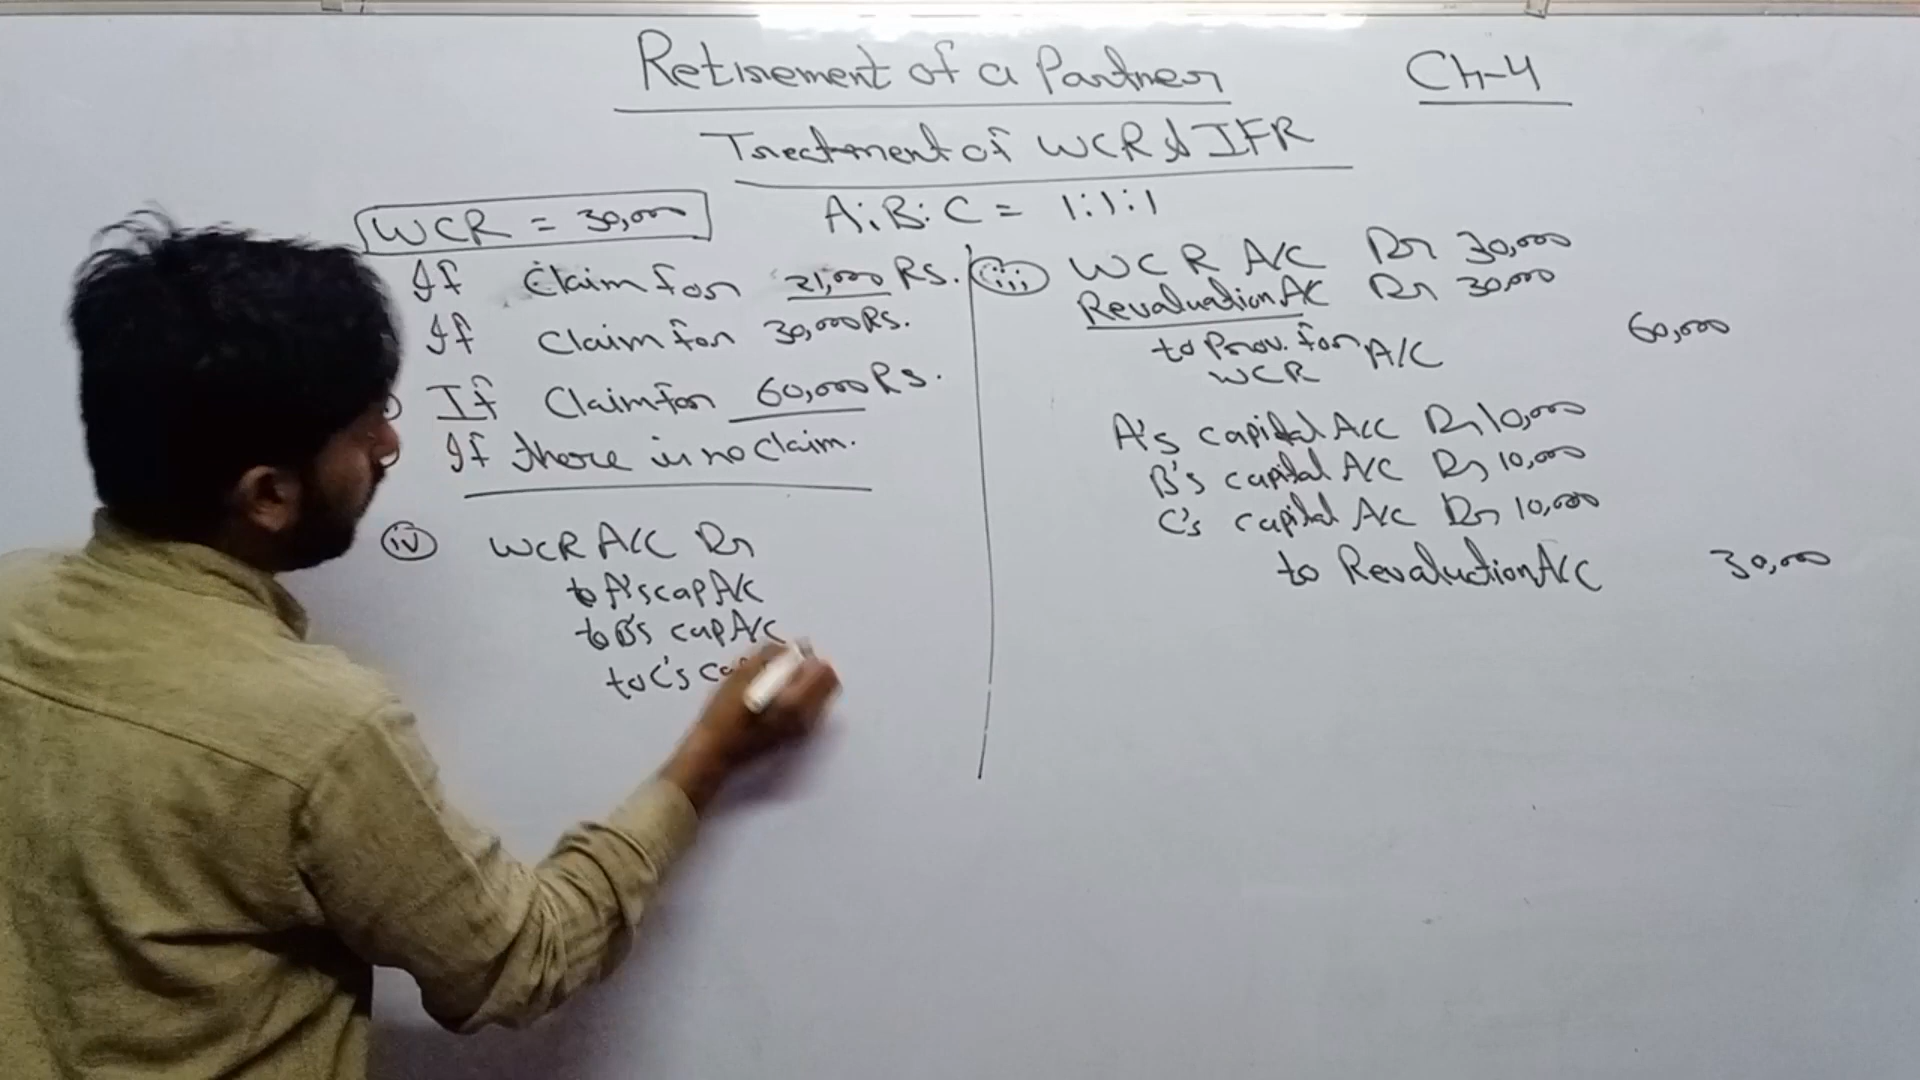 Retirement of a Partner
Ch-4
Treatment of WCR & IFR
WCR = 30,000
A:B:C = 1:1:1
If Claim for 21,000 Rs.
If Claim for 30,000 Rs.
If Claim for 60,000 Rs.
If there is no claim.
(iv) WCR A/C Dr
to A's cap A/C
to B's cap A/C
to C's
(iii) WCR A/C Dr 30,000
Revaluation A/C Dr 30,000
to Prov. for WCR A/C 60,000
A's capital A/C Dr 10,000
B's capital A/C Dr 10,000
C's capital A/C Dr 10,000
to Revaluation A/C 30,000